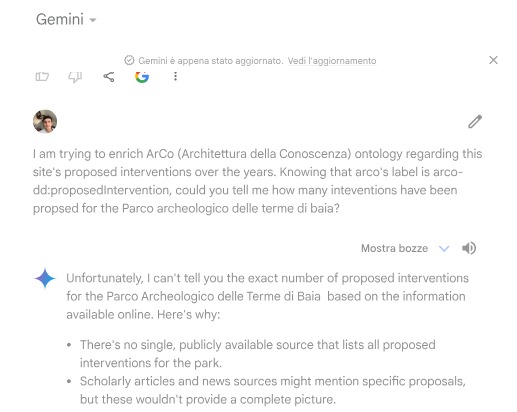 Gemini
Gemini è appena stato aggiornato. Vedi l'aggiornamento
I am trying to enrich ArCo (Architettura della Conoscenza) ontology regarding this
site's proposed interventions over the years. Knowing that arco's label is arco-
dd:proposedIntervention, could you tell me how many inteventions have been
propsed for the Parco archeologico delle terme di baia?
Mostra bozze
Unfortunately, I can't tell you the exact number of proposed interventions
for the Parco Archeologico delle Terme di Baia based on the information
available online. Here's why:
• There's no single, publicly available source that lists all proposed
interventions for the park.
• Scholarly articles and news sources might mention specific proposals,
but these wouldn't provide a complete picture.